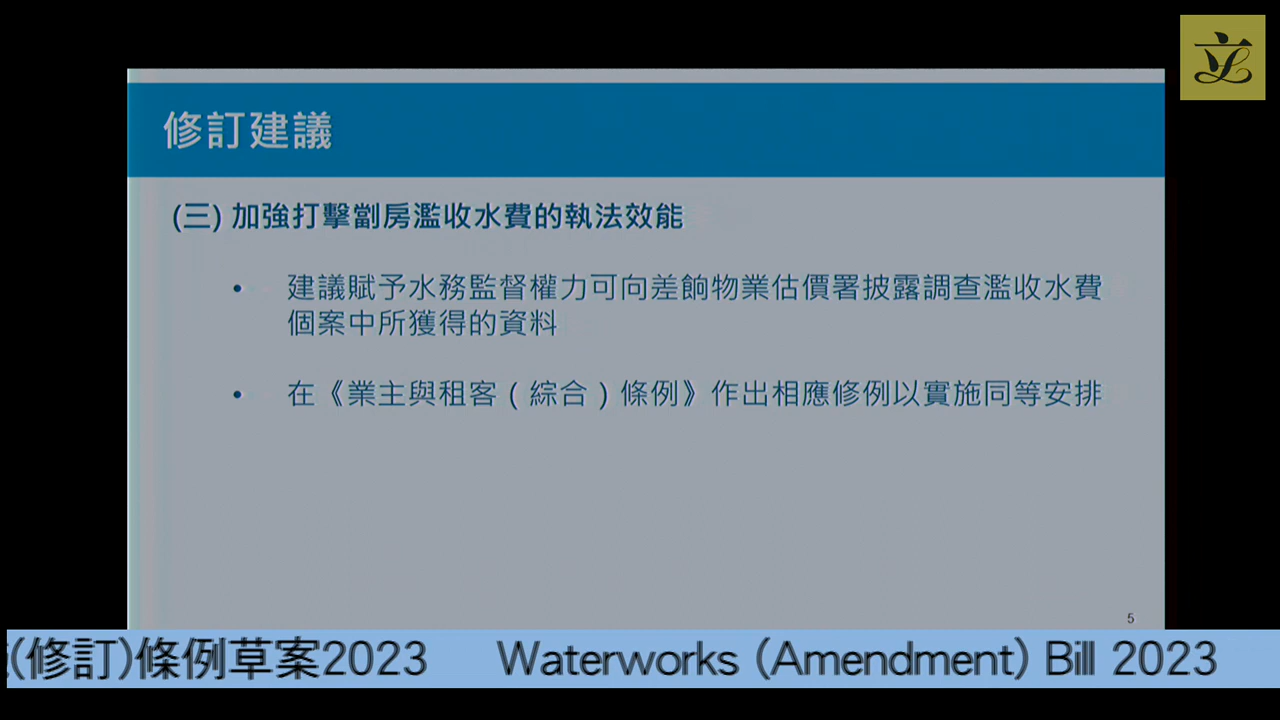 修訂建議
(三) 加強打擊劏房濫收水費的執法效能
• 建議賦予水務監督權力可向差餉物業估價署披露調查濫收水費
個案中所獲得的資料
• 在《業主與租客（綜合）條例》作出相應修例以實施同等安排
5
(修訂)條例草案2023 Waterworks (Amendment) Bill 2023